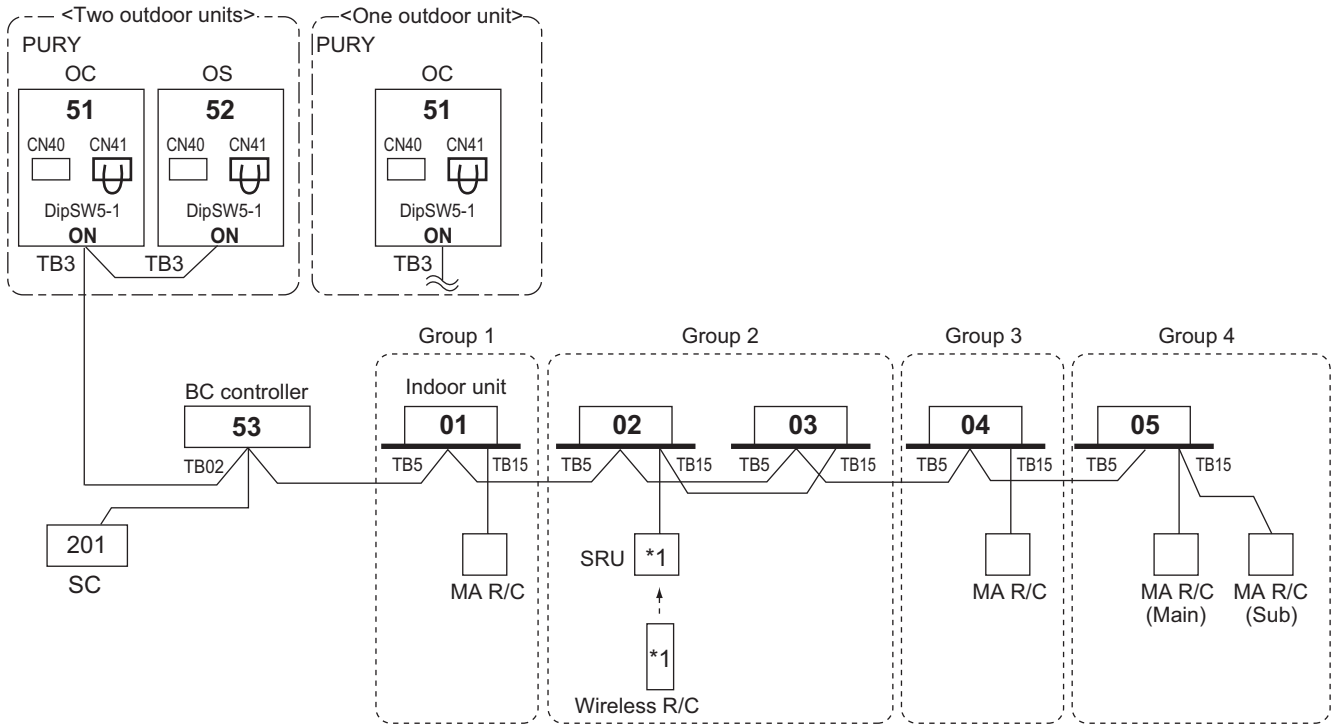 <Two outdoor units>
<One outdoor unit>
PURY
PURY
OC
OS
OC
51
52
51
CN40 CN41
CN40 CN41
CN40 CN41
DipSW5-1
DipSW5-1
DipSW5-1
ON
ON
ON
TB3
TB3
TB3
Group 1
Group 2
Group 3
Group 4
BC controller
Indoor unit
53
01
02
03
04
05
TB02
TB5
TB15
TB5
TB15
TB5
TB15
TB5
TB15
TB5
TB15
201
SC
MA R/C
SRU
*1
MA R/C
MA R/C
(Main)
MA R/C
(Sub)
*1
Wireless R/C